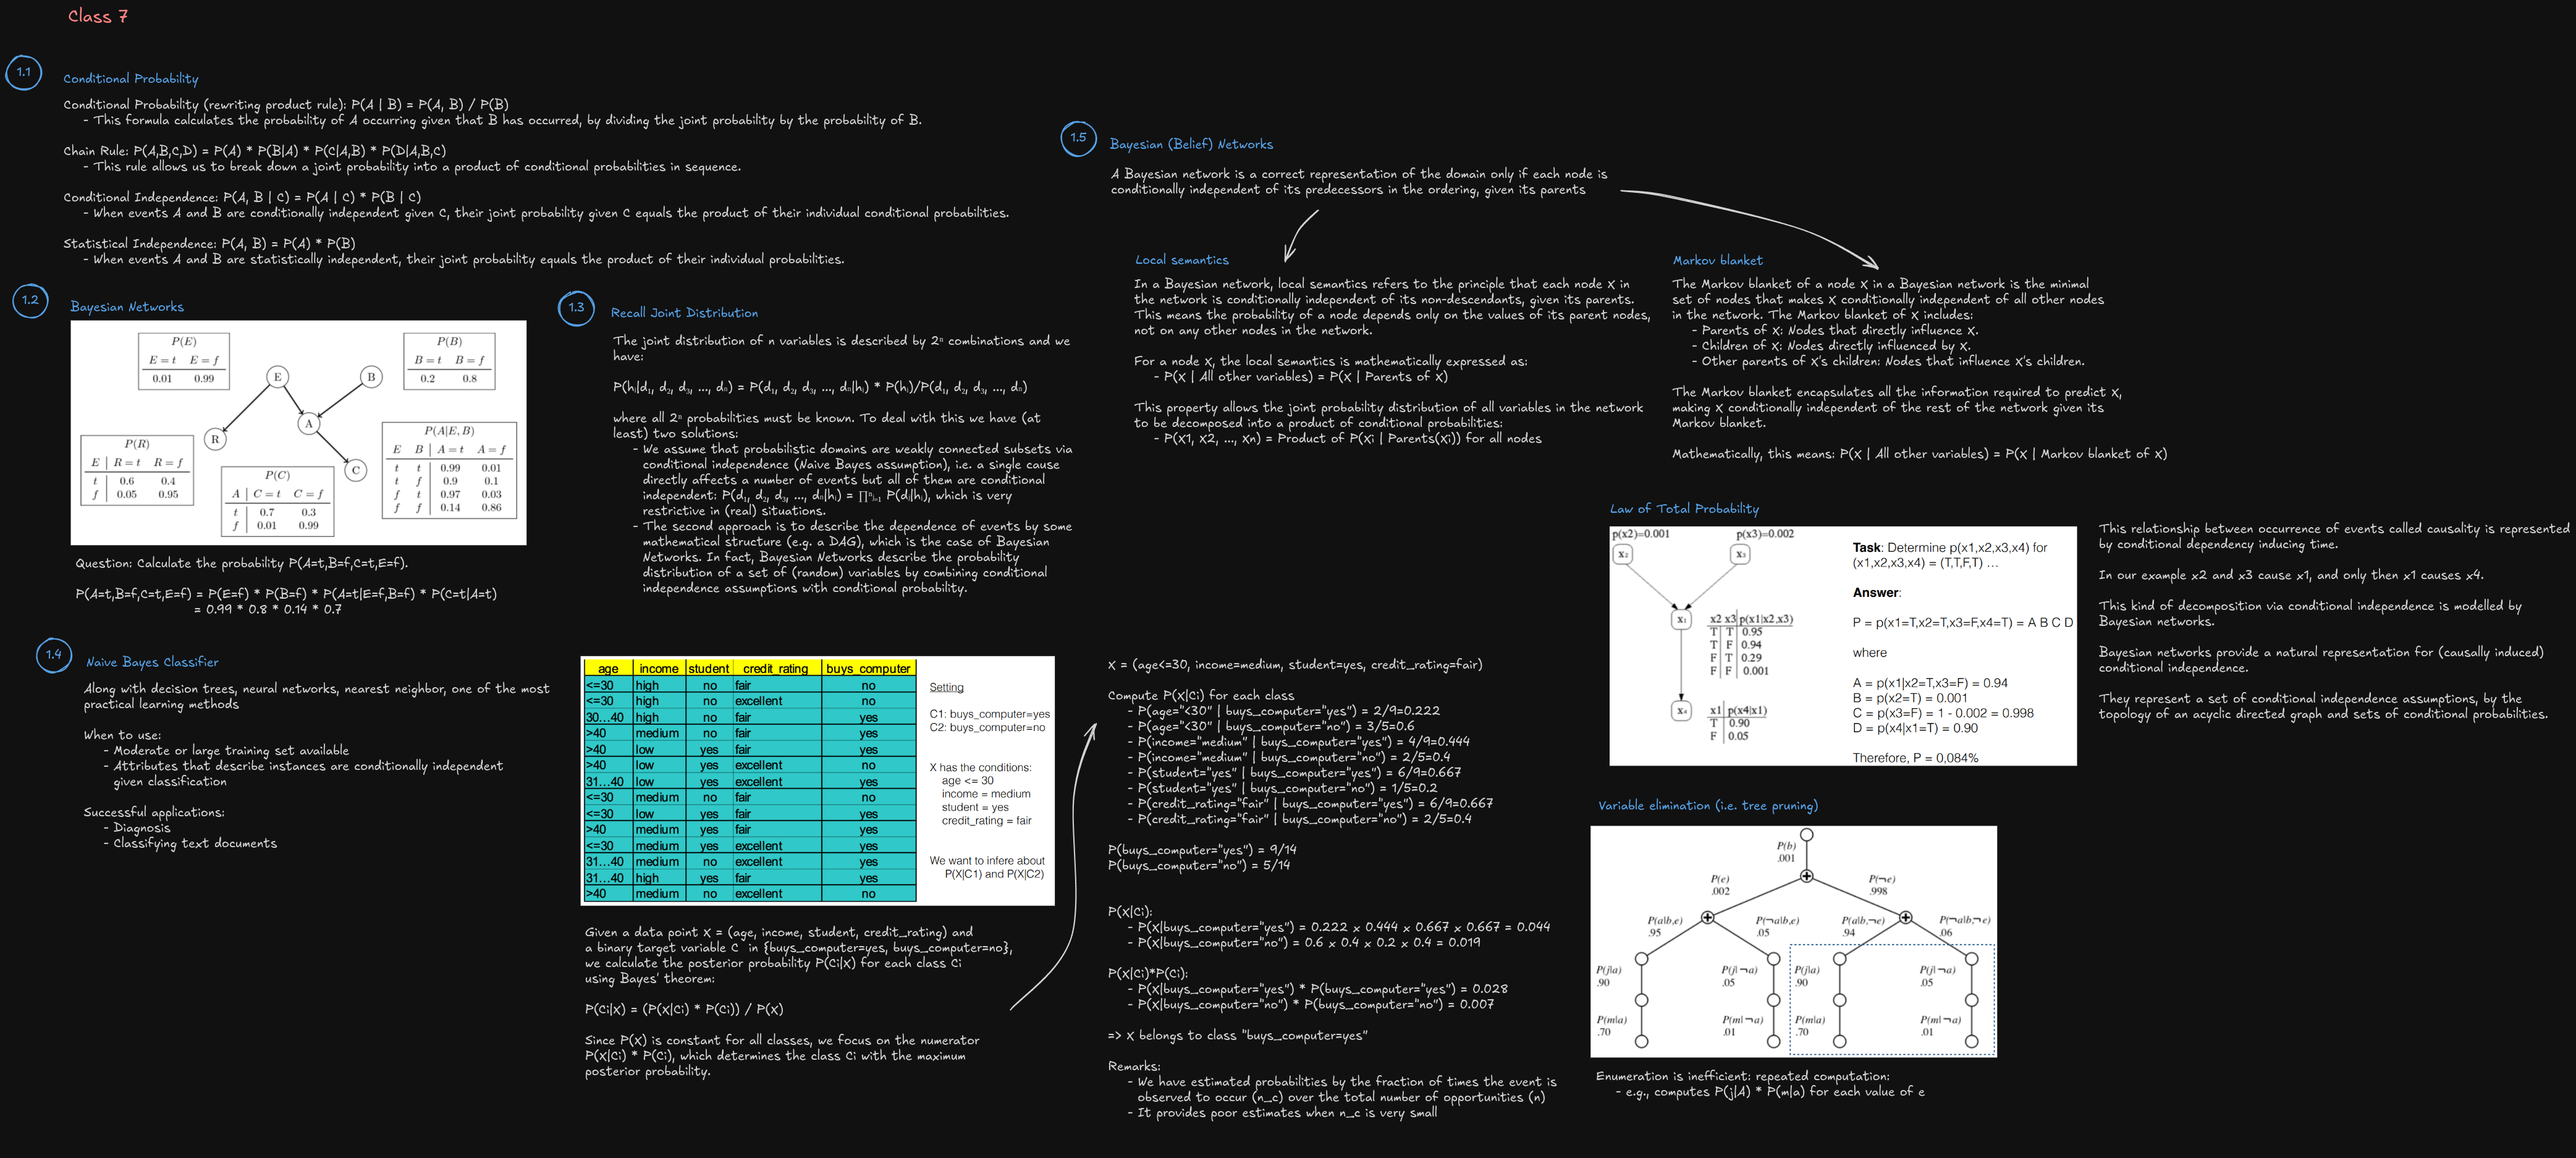 Class 7
1.1
Conditional Probability
Conditional Probability (rewriting product rule): P(A | B) = P(A, B) / P(B)
- This formula calculates the probability of A occurring given that B has occurred, by dividing the joint probability by the probability of B.
Chain Rule: P(A,B,C,D) = P(A) * P(B|A) * P(C|A,B) * P(D|A,B,C)
- This rule allows us to break down a joint probability into a product of conditional probabilities in sequence.
Conditional Independence: P(A, B | C) = P(A | C) * P(B | C)
- When events A and B are conditionally independent given C, their joint probability given C equals the product of their individual conditional probabilities.
Statistical Independence: P(A, B) = P(A) * P(B)
- When events A and B are statistically independent, their joint probability equals the product of their individual probabilities.
1.2
Bayesian Networks
P(E)
E = t E = f
0.01 0.99
P(B)
B = t B = f
0.2 0.8
E
B
A
R
C
P(R)
E R = t R = f
t 0.6 0.4
f 0.05 0.95
P(C)
A C = t C = f
t 0.7 0.3
f 0.01 0.99
P(A|E, B)
E B A = t A = f
t t 0.99 0.01
t f 0.9 0.1
f t 0.97 0.03
f f 0.14 0.86
Question: Calculate the probability P(A=t,B=f,C=t,E=f).
P(A=t,B=f,C=t,E=f) = P(E=f) * P(B=f) * P(A=t|E=f,B=f) * P(C=t|A=t)
= 0.99 * 0.8 * 0.14 * 0.7
1.3
Recall Joint Distribution
The joint distribution of n variables is described by 2ⁿ combinations and we
have:
P(hᵢ|d₁, d₂, d₃, ..., dₙ) = P(d₁, d₂, d₃, ..., dₙ|hᵢ) * P(hᵢ)/P(d₁, d₂, d₃, ..., dₙ)
where all 2ⁿ probabilities must be known. To deal with this we have (at
least) two solutions:
- We assume that probabilistic domains are weakly connected subsets via
conditional independence (Naive Bayes assumption), i.e. a single cause
directly affects a number of events but all of them are conditional
independent: P(d₁, d₂, d₃, ..., dₙ|hᵢ) = ∏ⁿⱼ₌₁ P(dⱼ|hᵢ), which is very
restrictive in (real) situations.
- The second approach is to describe the dependence of events by some
mathematical structure (e.g. a DAG), which is the case of Bayesian
Networks. In fact, Bayesian Networks describe the probability
distribution of a set of (random) variables by combining conditional
independence assumptions with conditional probability.
1.4
Naive Bayes Classifier
Along with decision trees, neural networks, nearest neighbor, one of the most
practical learning methods
When to use:
- Moderate or large training set available
- Attributes that describe instances are conditionally independent
given classification
Successful applications:
- Diagnosis
- Classifying text documents
age income student credit_rating buys_computer
<=30 high no fair no
<=30 high no excellent no
30…40 high no fair yes
>40 medium no fair yes
>40 low yes fair yes
>40 low yes excellent no
31…40 low yes excellent yes
<=30 medium no fair no
<=30 low yes fair yes
>40 medium yes fair yes
<=30 medium yes excellent yes
31…40 medium no excellent yes
31…40 high yes fair yes
>40 medium no excellent no
Setting
C1: buys_computer=yes
C2: buys_computer=no
X has the conditions:
age <= 30
income = medium
student = yes
credit_rating = fair
We want to infere about
P(X|C1) and P(X|C2)
Given a data point X = (age, income, student, credit_rating) and
a binary target variable C in {buys_computer=yes, buys_computer=no},
we calculate the posterior probability P(Ci|X) for each class Ci
using Bayes' theorem:
P(Ci|X) = (P(X|Ci) * P(Ci)) / P(X)
Since P(X) is constant for all classes, we focus on the numerator
P(X|Ci) * P(Ci), which determines the class Ci with the maximum
posterior probability.
X = (age<=30, income=medium, student=yes, credit_rating=fair)
Compute P(X|Ci) for each class
- P(age="<30" | buys_computer="yes") = 2/9=0.222
- P(age="<30" | buys_computer="no") = 3/5=0.6
- P(income="medium" | buys_computer="yes") = 4/9=0.444
- P(income="medium" | buys_computer="no") = 2/5=0.4
- P(student="yes" | buys_computer="yes") = 6/9=0.667
- P(student="yes" | buys_computer="no") = 1/5=0.2
- P(credit_rating="fair" | buys_computer="yes") = 6/9=0.667
- P(credit_rating="fair" | buys_computer="no") = 2/5=0.4
P(buys_computer="yes") = 9/14
P(buys_computer="no") = 5/14
P(X|Ci):
- P(X|buys_computer="yes") = 0.222 x 0.444 x 0.667 x 0.667 = 0.044
- P(X|buys_computer="no") = 0.6 x 0.4 x 0.2 x 0.4 = 0.019
P(X|Ci)*P(Ci):
- P(X|buys_computer="yes") * P(buys_computer="yes") = 0.028
- P(X|buys_computer="no") * P(buys_computer="no") = 0.007
=> X belongs to class "buys_computer=yes"
Remarks:
- We have estimated probabilities by the fraction of times the event is
observed to occur (n_c) over the total number of opportunities (n)
- It provides poor estimates when n_c is very small
1.5
Bayesian (Belief) Networks
A Bayesian network is a correct representation of the domain only if each node is
conditionally independent of its predecessors in the ordering, given its parents
Local semantics
In a Bayesian network, local semantics refers to the principle that each node X in
the network is conditionally independent of its non-descendants, given its parents.
This means the probability of a node depends only on the values of its parent nodes,
not on any other nodes in the network.
For a node X, the local semantics is mathematically expressed as:
- P(X | All other variables) = P(X | Parents of X)
This property allows the joint probability distribution of all variables in the network
to be decomposed into a product of conditional probabilities:
- P(X1, X2, ..., Xn) = Product of P(Xi | Parents(Xi)) for all nodes
Markov blanket
The Markov blanket of a node X in a Bayesian network is the minimal
set of nodes that makes X conditionally independent of all other nodes
in the network. The Markov blanket of X includes:
- Parents of X: Nodes that directly influence X.
- Children of X: Nodes directly influenced by X.
- Other parents of X's children: Nodes that influence X's children.
The Markov blanket encapsulates all the information required to predict X,
making X conditionally independent of the rest of the network given its
Markov blanket.
Mathematically, this means: P(X | All other variables) = P(X | Markov blanket of X)
Law of Total Probability
p(x2)=0.001 p(x3)=0.002
x₂ x₃
x₁
x2 x3 p(x1|x2,x3)
T T 0.95
T F 0.94
F T 0.29
F F 0.001
x₄
x1 p(x4|x1)
T 0.90
F 0.05
Task: Determine p(x1,x2,x3,x4) for
(x1,x2,x3,x4) = (T,T,F,T) …
Answer:
P = p(x1=T,x2=T,x3=F,x4=T) = A B C D
where
A = p(x1|x2=T,x3=F) = 0.94
B = p(x2=T) = 0.001
C = p(x3=F) = 1 - 0.002 = 0.998
D = p(x4|x1=T) = 0.90
Therefore, P = 0,084%
This relationship between occurrence of events called causality is represented
by conditional dependency inducing time.
In our example x2 and x3 cause x1, and only then x1 causes x4.
This kind of decomposition via conditional independence is modelled by
Bayesian networks.
Bayesian networks provide a natural representation for (causally induced)
conditional independence.
They represent a set of conditional independence assumptions, by the
topology of an acyclic directed graph and sets of conditional probabilities.
Variable elimination (i.e. tree pruning)
P(b)
.001
P(e) P(¬e)
.002 .998
P(a|b,e) P(¬a|b,e) P(a|b,¬e) P(¬a|b,¬e)
.95 .05 .94 .06
P(j|a) P(j|¬a) P(j|a) P(j|¬a)
.90 .05 .90 .05
P(m|a) P(m|¬a) P(m|a) P(m|¬a)
.70 .01 .70 .01
Enumeration is inefficient: repeated computation:
- e.g., computes P(j|A) * P(m|a) for each value of e